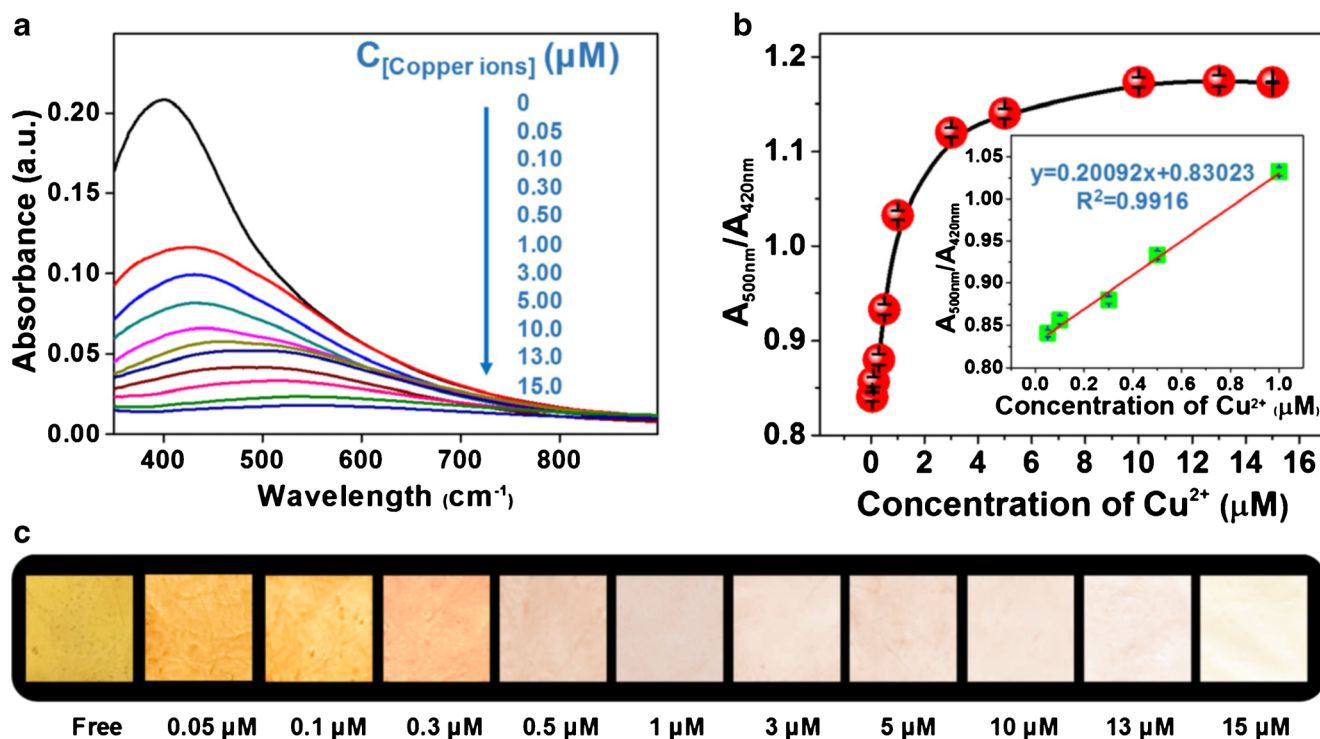 a
Absorbance (a.u.)
0.20
0.15
0.10
0.05
0.00
C[Copper ions] (µM)
0
0.05
0.10
0.30
0.50
1.00
3.00
5.00
10.0
13.0
15.0
400 500 600 700 800
Wavelength (cm⁻¹)
b
A500nm/A420nm
1.2
1.1
1.0
0.9
0.8
0 2 4 6 8 10 12 14 16
Concentration of Cu²⁺ (µM)
A500nm/A420nm
1.05
1.00
0.95
0.90
0.85
0.80
y=0.20092x+0.83023
R²=0.9916
0.0 0.2 0.4 0.6 0.8 1.0
Concentration of Cu²⁺ (µM)
c
Free 0.05 µM 0.1 µM 0.3 µM 0.5 µM 1 µM 3 µM 5 µM 10 µM 13 µM 15 µM